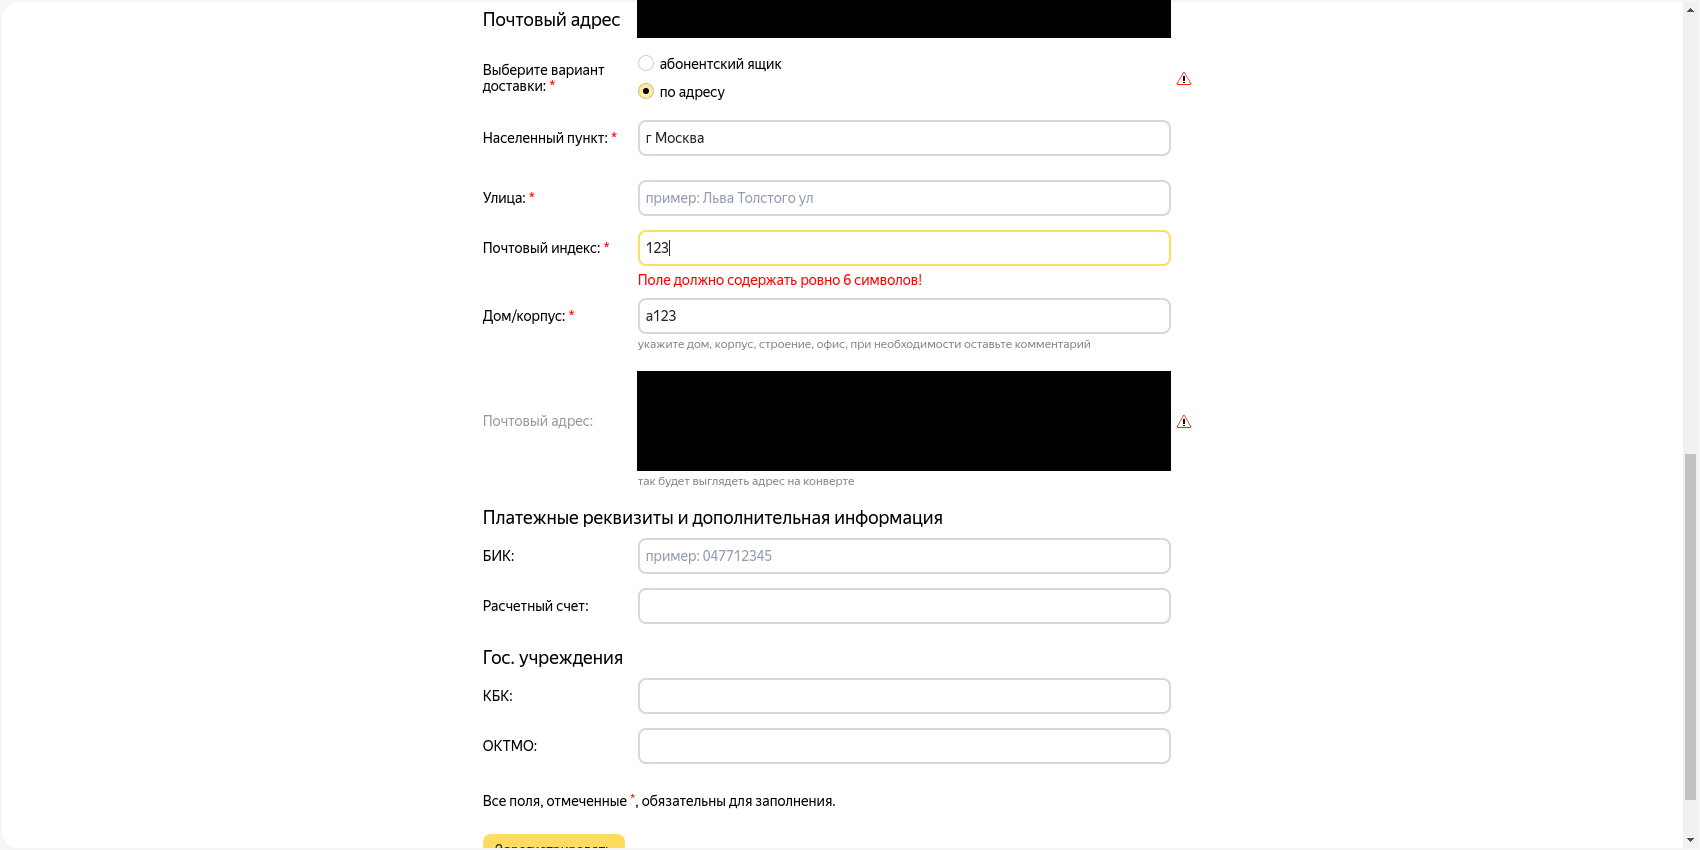 Почтовый адрес
Выберите вариант
доставки: *
абонентский ящик
по адресу
Населенный пункт: *
г Москва
Улица: *
пример: Льва Толстого ул
Почтовый индекс: *
123
Поле должно содержать ровно 6 символов!
Дом/корпус: *
а123
укажите дом, корпус, строение, офис, при необходимости оставьте комментарий
Почтовый адрес:
так будет выглядеть адрес на конверте
Платежные реквизиты и дополнительная информация
БИК:
пример: 047712345
Расчетный счет:
Гос. учреждения
КБК:
ОКТМО:
Все поля, отмеченные *, обязательны для заполнения.